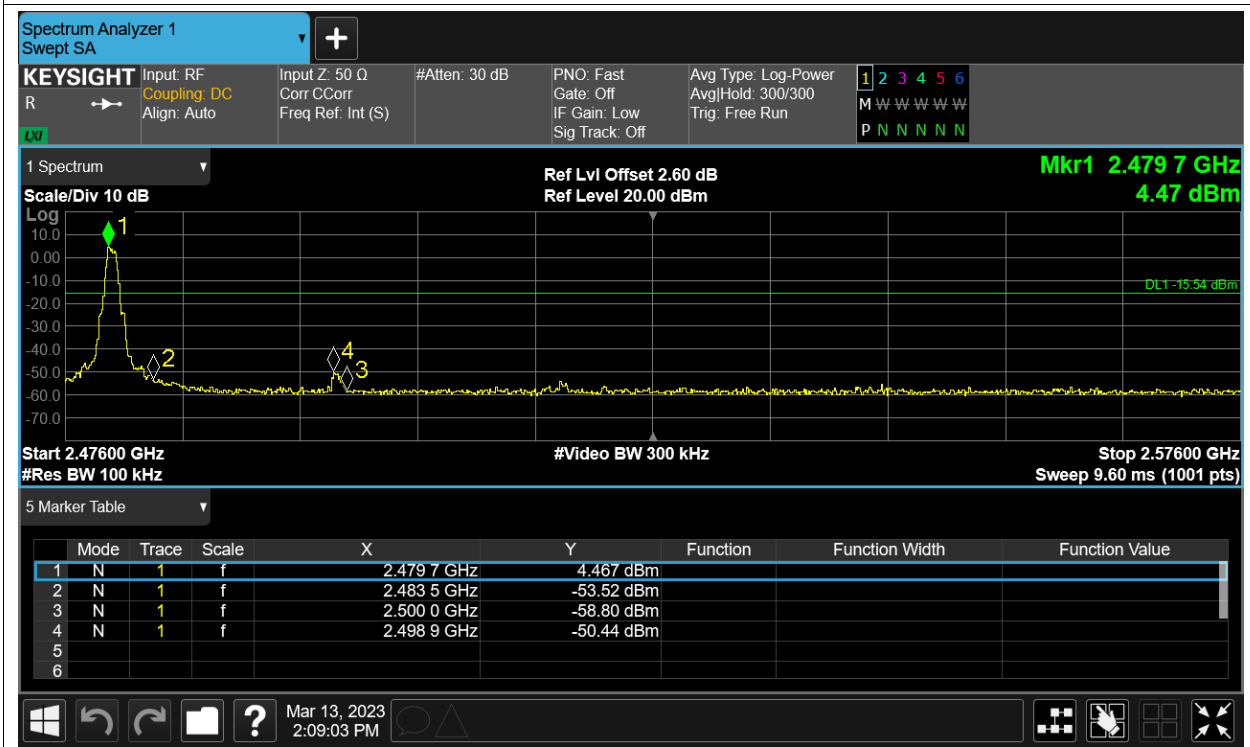 Spectrum Analyzer 1
Swept SA
KEYSIGHT Input: RF Input Z: 50 Ω #Atten: 30 dB PNO: Fast Avg Type: Log-Power 1 2 3 4 5 6
R Coupling: DC Corr CCorr Gate: Off Avg|Hold: 300/300 M W W W W W
Align: Auto Freq Ref: Int (S) IF Gain: Low Trig: Free Run
LXI Sig Track: Off P N N N N N
1 Spectrum Ref Lvl Offset 2.60 dB Mkr1 2.479 7 GHz
Scale/Div 10 dB Ref Level 20.00 dBm 4.47 dBm
Log
1
10.0
0.00
-10.0
DL1 -15.54 dBm
-20.0
-30.0
-40.0
2 4 3
-50.0
-60.0
-70.0
Start 2.47600 GHz #Video BW 300 kHz Stop 2.57600 GHz
#Res BW 100 kHz Sweep 9.60 ms (1001 pts)
5 Marker Table
Mode Trace Scale X Y Function Function Width Function Value
1 N 1 f 2.479 7 GHz 4.467 dBm
2 N 1 f 2.483 5 GHz -53.52 dBm
3 N 1 f 2.500 0 GHz -58.80 dBm
4 N 1 f 2.498 9 GHz -50.44 dBm
5
6
? Mar 13, 2023
2:09:03 PM